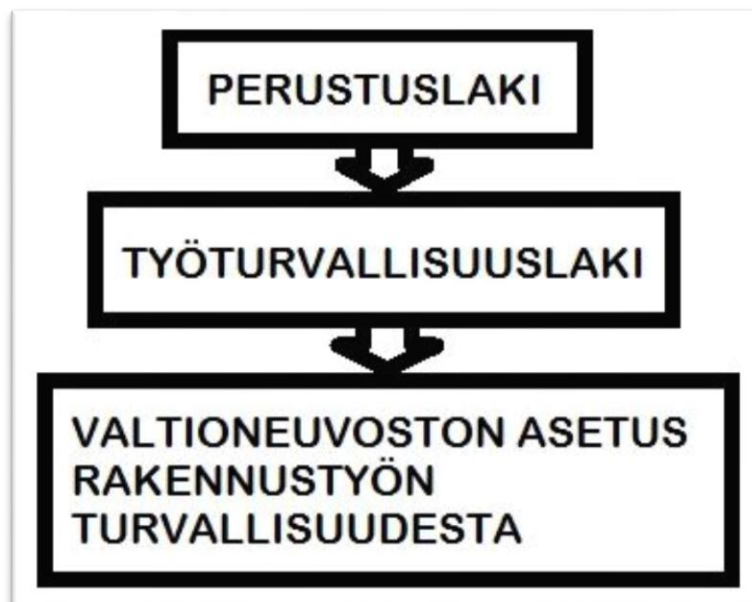 PERUSTUSLAKI
TYÖTURVALLISUUSLAKI
VALTIONEUVOSTON ASETUS
RAKENNUSTYÖN
TURVALLISUUDESTA